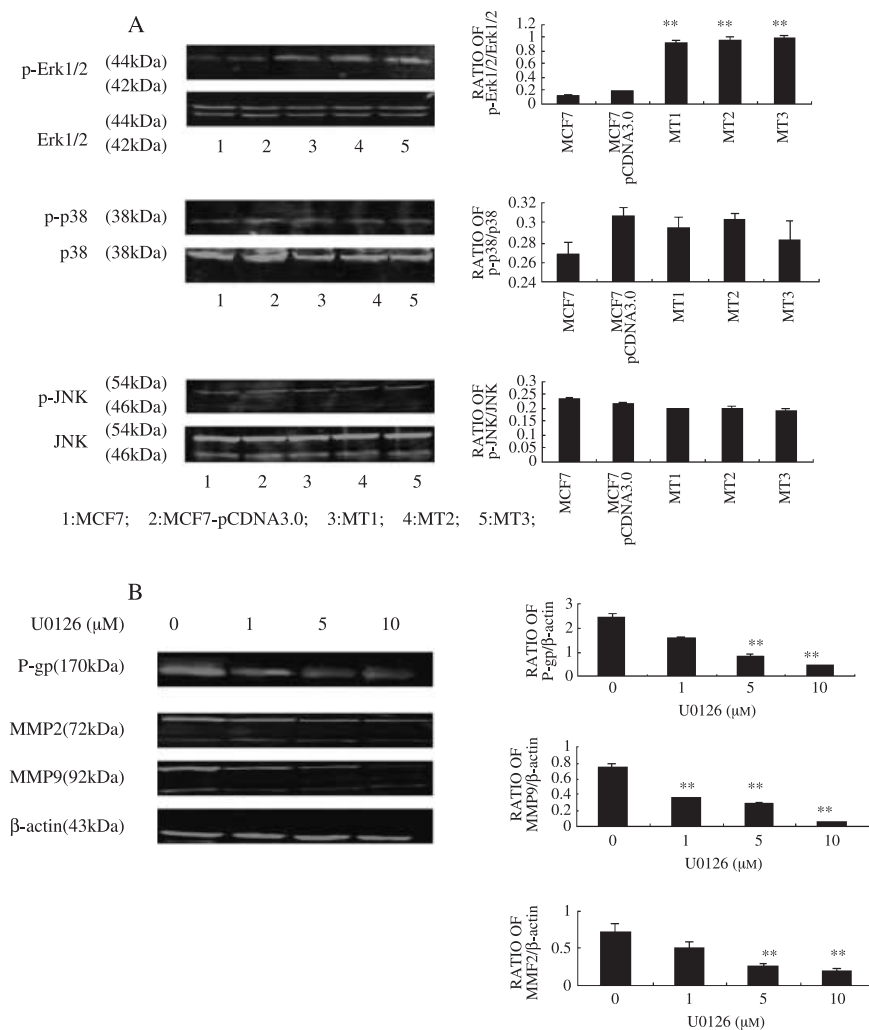 A
p-Erk1/2 (44kDa)
(42kDa)
(44kDa)
Erk1/2 (42kDa)
1 2 3 4 5
RATIO OF
p-Erk1/2/Erk1/2
1.2
1
0.8
0.6
0.4
0.2
0
** ** **
MCF7
MCF7
pCDNA3.0
MT1
MT2
MT3
p-p38 (38kDa)
p38 (38kDa)
1 2 3 4 5
RATIO OF
p-p38/p38
0.32
0.3
0.28
0.26
0.24
MCF7
MCF7
pCDNA3.0
MT1
MT2
MT3
p-JNK (54kDa)
(46kDa)
JNK (54kDa)
(46kDa)
1 2 3 4 5
RATIO OF
p-JNK/JNK
0.3
0.25
0.2
0.15
0.1
0.05
0
MCF7
MCF7
pCDNA3.0
MT1
MT2
MT3
1:MCF7; 2:MCF7-pCDNA3.0; 3:MT1; 4:MT2; 5:MT3;
B
U0126 (μM) 0 1 5 10
P-gp(170kDa)
MMP2(72kDa)
MMP9(92kDa)
β-actin(43kDa)
RATIO OF
P-gp/β-actin
3
2
1
0
** **
0 1 5 10
U0126 (μM)
RATIO OF
MMP9/β-actin
1
0.8
0.6
0.4
0.2
0
** ** **
0 1 5 10
U0126 (μM)
RATIO OF
MMF2/β-actin
1
0.5
0
** **
0 1 5 10
U0126 (μM)